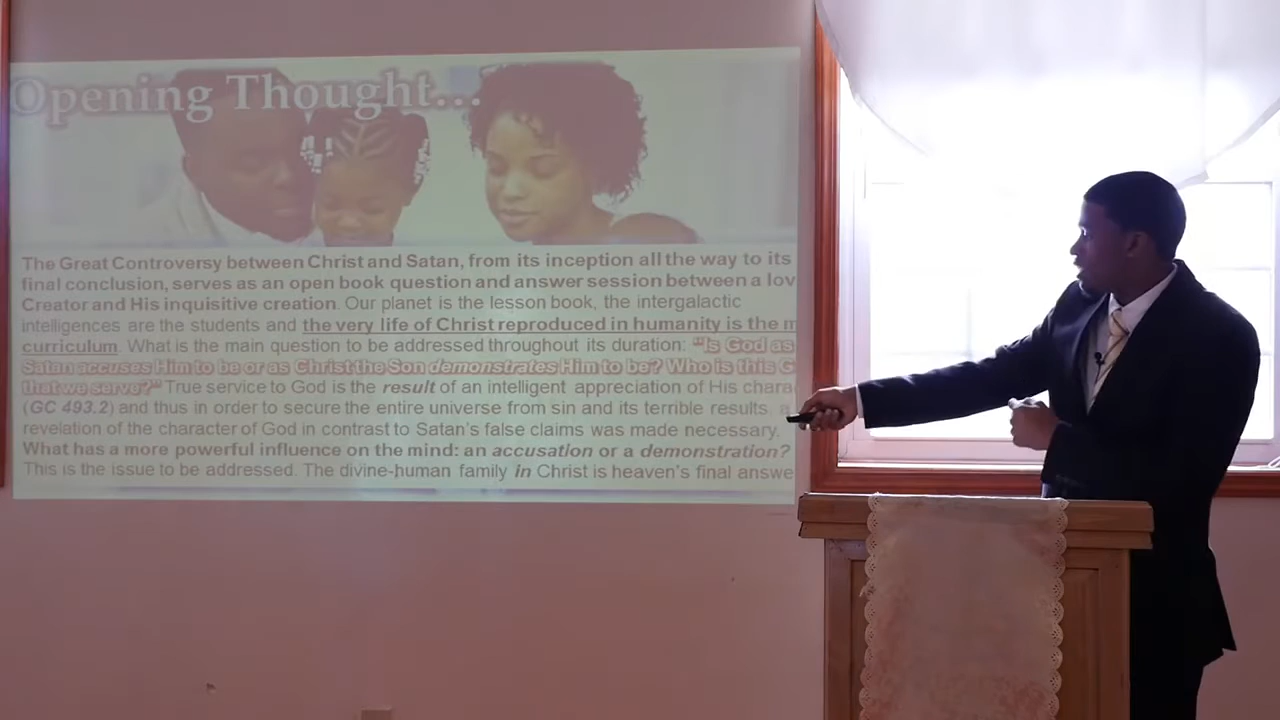 Opening Thought...
The Great Controversy between Christ and Satan, from its inception all the way to its
final conclusion, serves as an open book question and answer session between a lov
Creator and His inquisitive creation. Our planet is the lesson book, the intergalactic
intelligences are the students and the very life of Christ reproduced in humanity is the m
curriculum. What is the main question to be addressed throughout its duration: "Is God as
Satan accuses Him to be or as Christ the Son demonstrates Him to be? Who is this G
that we serve?" True service to God is the result of an intelligent appreciation of His chara
(GC 493.2) and thus in order to secure the entire universe from sin and its terrible results, a
revelation of the character of God in contrast to Satan's false claims was made necessary.
What has a more powerful influence on the mind: an accusation or a demonstration?
This is the issue to be addressed. The divine-human family in Christ is heaven's final answe